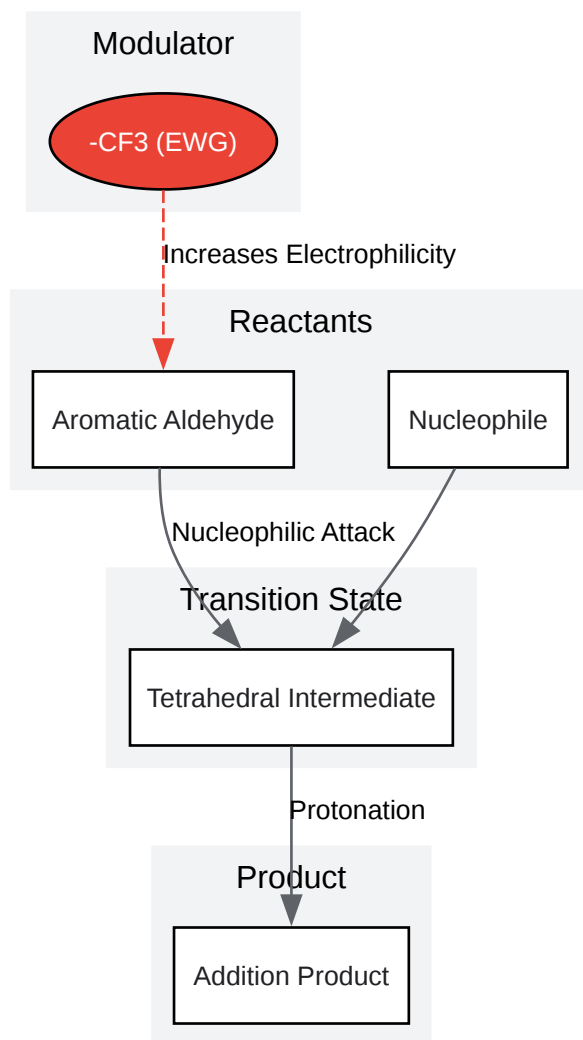 Modulator
-CF3 (EWG)
Increases Electrophilicity
Reactants
Aromatic Aldehyde
Nucleophile
Nucleophilic Attack
Transition State
Tetrahedral Intermediate
Protonation
Product
Addition Product